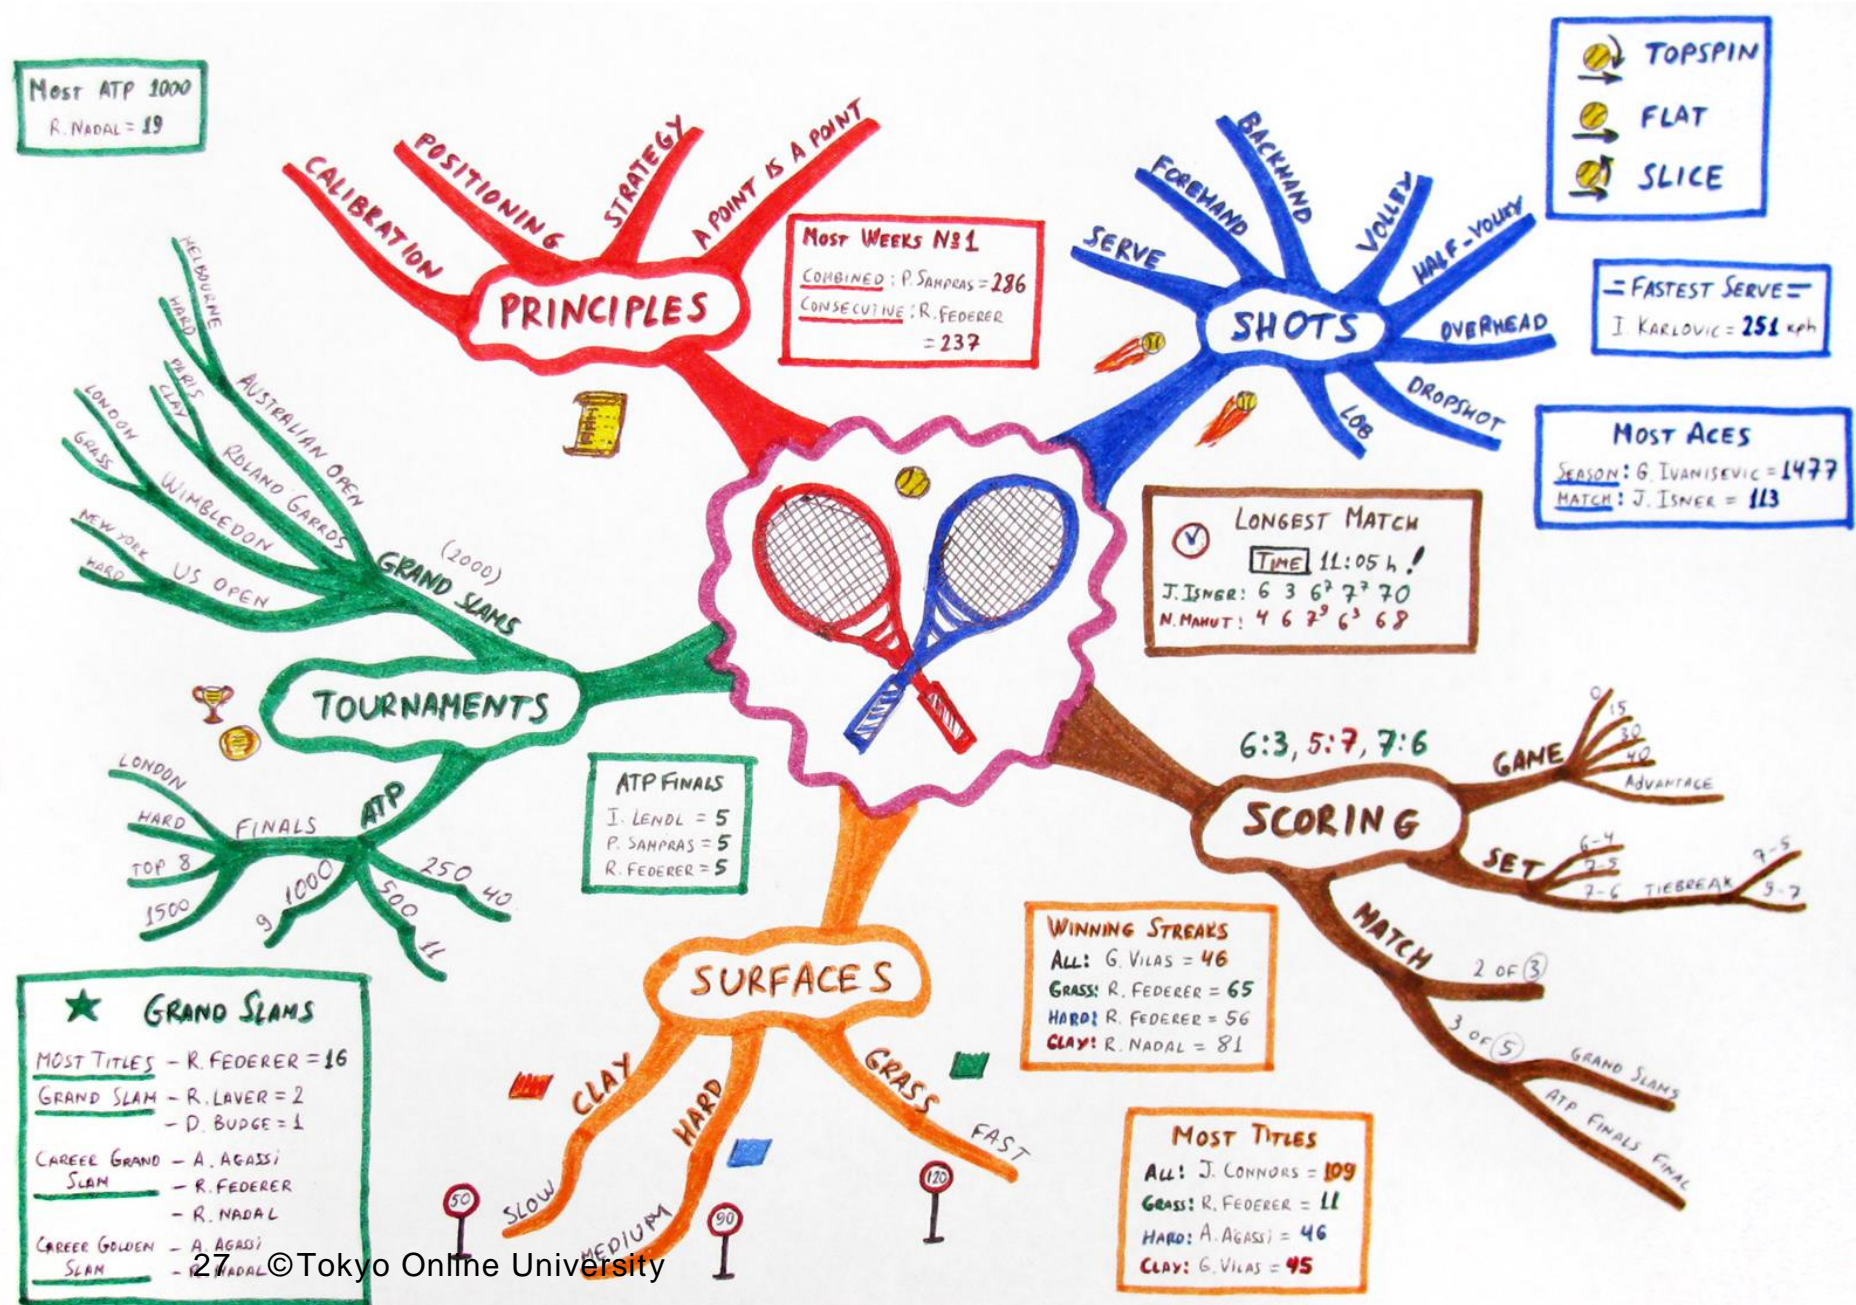 Most ATP 1000
R. NADAL = 19
CALIBRATION
POSITIONING
STRATEGY
A POINT IS A POINT
PRINCIPLES
MOST WEEKS Nº1
COMBINED : P. SAMPRAS = 286
CONSECUTIVE : R. FEDERER
= 237
SERVE
FOREHAND
BACKHAND
VOLLEY
HALF-VOLLEY
OVERHEAD
DROPSHOT
LOB
SHOTS
TOPSPIN
FLAT
SLICE
= FASTEST SERVE =
I. KARLOVIC = 251 kph
MOST ACES
SEASON: G. IVANISEVIC = 1477
MATCH: J. ISNER = 113
LONGEST MATCH
TIME 11:05 h !
J. ISNER: 6 3 6⁷ 7⁷ 70
N. MAHUT: 4 6 7⁹ 6³ 68
MELBOURNE
HARD
AUSTRALIAN OPEN
PARIS
CLAY
ROLAND GARROS
LONDON
GRASS
WIMBLEDON
NEW YORK
HARD
US OPEN
(2000)
GRAND SLAMS
TOURNAMENTS
ATP
FINALS
LONDON
HARD
TOP 8
1500
1000
9
500
11
250
40
ATP FINALS
I. LENDL = 5
P. SAMPRAS = 5
R. FEDERER = 5
6:3, 5:7, 7:6
SCORING
GAME
0
15
30
40
ADVANTAGE
SET
6-4
7-5
7-6
TIEBREAK
7-5
9-7
MATCH
2 OF 3
3 OF 5
GRAND SLAMS
ATP FINALS FINAL
SURFACES
CLAY
SLOW
50
HARD
MEDIUM
90
GRASS
FAST
120
WINNING STREAKS
ALL: G. VILAS = 46
GRASS: R. FEDERER = 65
HARD: R. FEDERER = 56
CLAY: R. NADAL = 81
MOST TITLES
ALL: J. CONNORS = 109
GRASS: R. FEDERER = 11
HARD: A. AGASSI = 46
CLAY: G. VILAS = 45
GRAND SLAMS
MOST TITLES - R. FEDERER = 16
GRAND SLAM - R. LAVER = 2
- D. BUDGE = 1
CAREER GRAND SLAM - A. AGASSI
- R. FEDERER
- R. NADAL
CAREER GOLDEN SLAM - A. AGASSI
- R. NADAL
27 ©Tokyo Online University